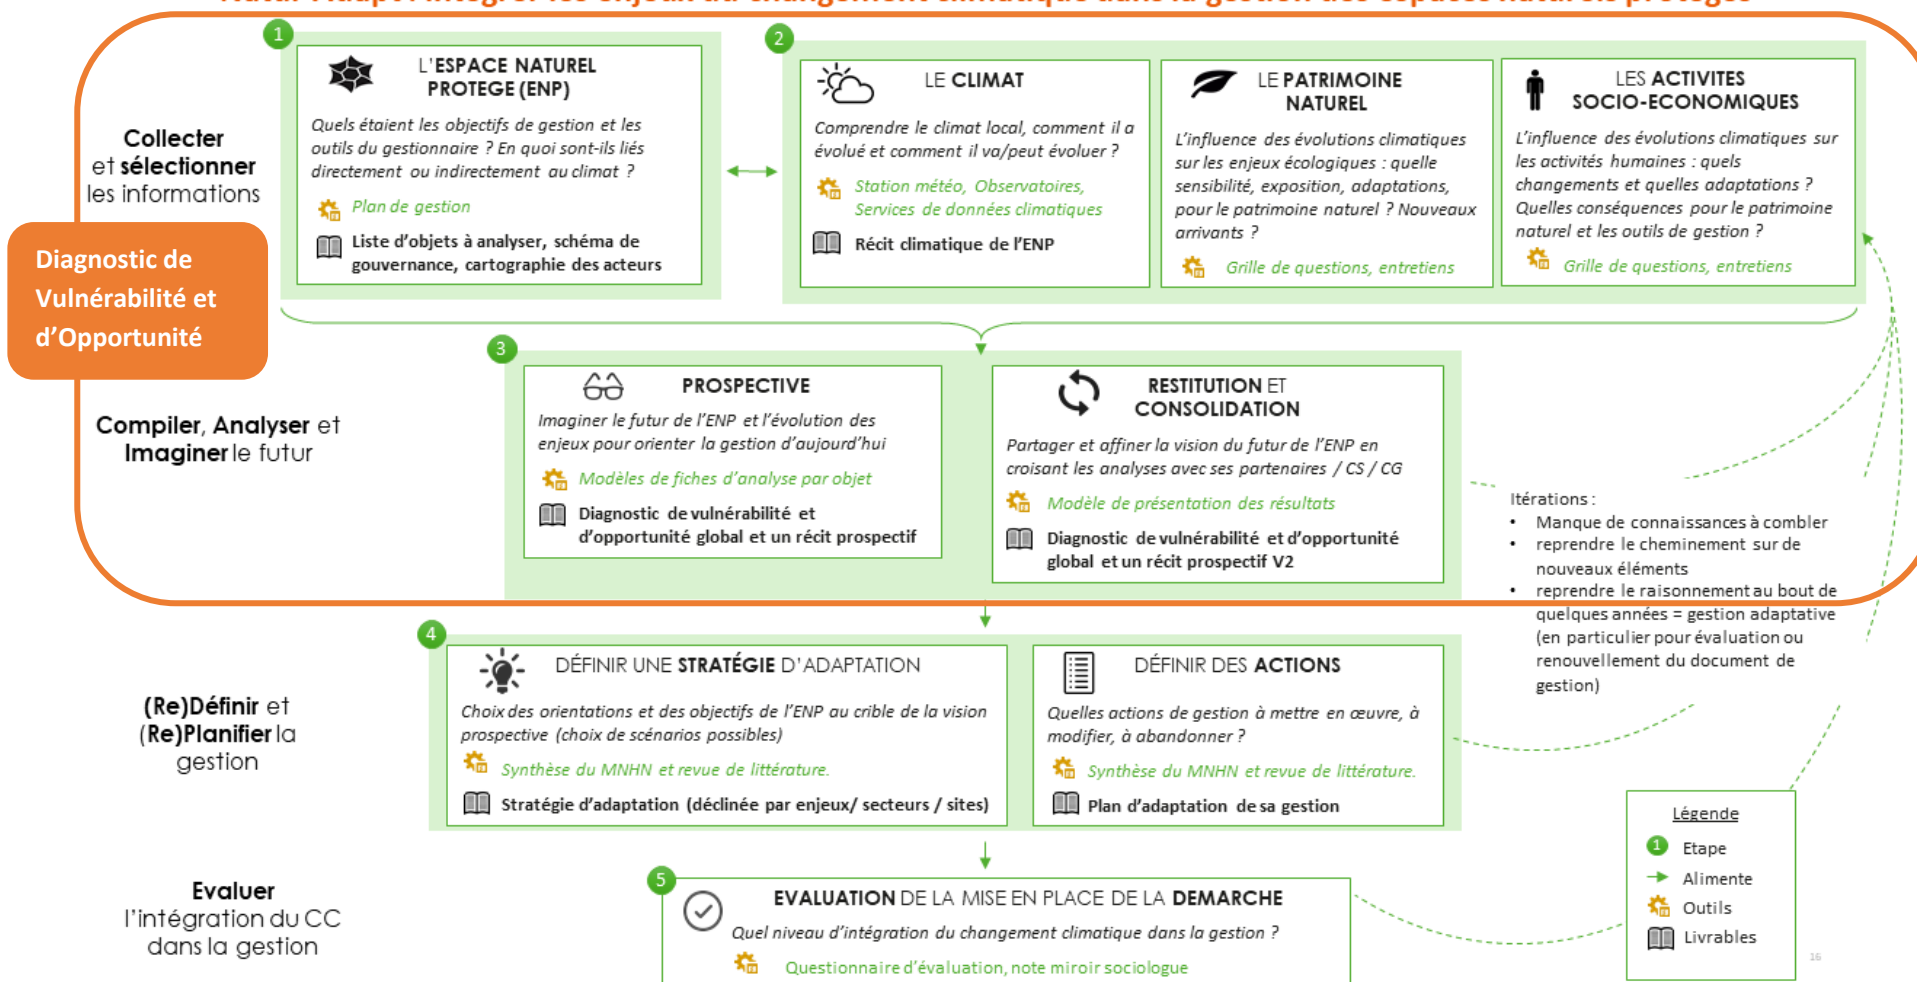 1
L'ESPACE NATUREL
PROTEGE (ENP)
Quels étaient les objectifs de gestion et les
outils du gestionnaire ? En quoi sont-ils liés
directement ou indirectement au climat ?
Plan de gestion
Liste d'objets à analyser, schéma de
gouvernance, cartographie des acteurs
2
LE CLIMAT
Comprendre le climat local, comment il a
évolué et comment il va/peut évoluer ?
Station météo, Observatoires,
Services de données climatiques
Récit climatique de l'ENP
LE PATRIMOINE
NATUREL
L'influence des évolutions climatiques
sur les enjeux écologiques : quelle
sensibilité, exposition, adaptations,
pour le patrimoine naturel ? Nouveaux
arrivants ?
Grille de questions, entretiens
LES ACTIVITES
SOCIO-ECONOMIQUES
L'influence des évolutions climatiques sur
les activités humaines : quels
changements et quelles adaptations ?
Quelles conséquences pour le patrimoine
naturel et les outils de gestion ?
Grille de questions, entretiens
Collecter
et sélectionner
les informations
Diagnostic de
Vulnérabilité et
d'Opportunité
Compiler, Analyser et
Imaginer le futur
3
PROSPECTIVE
Imaginer le futur de l'ENP et l'évolution des
enjeux pour orienter la gestion d'aujourd'hui
Modèles de fiches d'analyse par objet
Diagnostic de vulnérabilité et
d'opportunité global et un récit prospectif
RESTITUTION ET
CONSOLIDATION
Partager et affiner la vision du futur de l'ENP en
croisant les analyses avec ses partenaires / CS / CG
Modèle de présentation des résultats
Diagnostic de vulnérabilité et d'opportunité
global et un récit prospectif V2
Itérations :
• Manque de connaissances à combler
• reprendre le cheminement sur de
nouveaux éléments
• reprendre le raisonnement au bout de
quelques années = gestion adaptative
(en particulier pour évaluation ou
renouvellement du document de
gestion)
(Re)Définir et
(Re)Planifier la
gestion
4
DÉFINIR UNE STRATÉGIE D'ADAPTATION
Choix des orientations et des objectifs de l'ENP au crible de la vision
prospective (choix de scénarios possibles)
Synthèse du MNHN et revue de littérature.
Stratégie d'adaptation (déclinée par enjeux/ secteurs / sites)
DÉFINIR DES ACTIONS
Quelles actions de gestion à mettre en œuvre, à
modifier, à abandonner ?
Synthèse du MNHN et revue de littérature.
Plan d'adaptation de sa gestion
Evaluer
l'intégration du CC
dans la gestion
5
EVALUATION DE LA MISE EN PLACE DE LA DEMARCHE
Quel niveau d'intégration du changement climatique dans la gestion ?
Questionnaire d'évaluation, note miroir sociologue
Légende
1 Etape
Alimente
Outils
Livrables
16